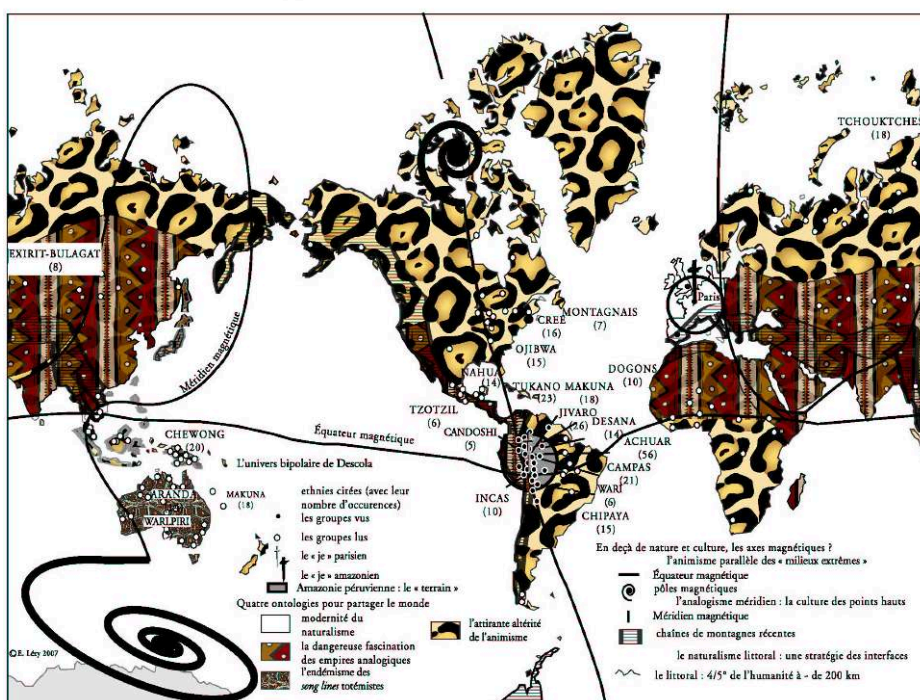 TCHOUKTCHES
(18)
EXIRIT-BULAGAT
(8)
Méridien magnétique
Paris
MONTAGNAIS
(7)
CREE
(16)
OJIBWA
(15)
NAHUA
(14)
DOGONS
(10)
TUKANO
(23)
MAKUNA
(18)
TZOTZIL
(6)
JIVARO
(26)
DESANA
(14)
CANDOSHI
(5)
Équateur magnétique
ACHUAR
(56)
CHEWONG
(20)
CAMPAS
(21)
L'univers bipolaire de Descola
WARI
(6)
INCAS
(10)
CHIPAYA
(15)
ARANDA
WARLPIRI
MAKUNA
(18)
ethnies citées (avec leur
nombre d'occurences)
les groupes vus
les groupes lus
le « je » parisien
le « je » amazonien
Amazonie péruvienne : le « terrain »
Quatre ontologies pour partager le monde
modernité du
naturalisme
la dangereuse fascination
des empires analogiques
l'endémisme des
song lines totémistes
l'attirante altérité
de l'animisme
En deçà de nature et culture, les axes magnétiques ?
l'animisme parallèle des « milieux extrêmes »
Équateur magnétique
pôles magnétiques
l'analogisme méridien : la culture des points hauts
Méridien magnétique
chaînes de montagnes récentes
le naturalisme littoral : une stratégie des interfaces
le littoral : 4/5° de l'humanité à - de 200 km
©E. Lézy 2007